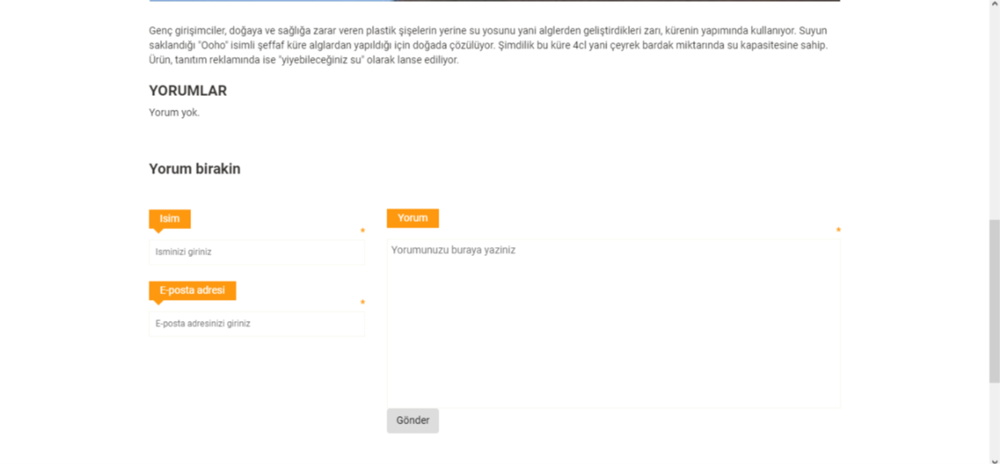 Genç girişimciler, doğaya ve sağlığa zarar veren plastik şişelerin yerine su yosunu yani alglerden geliştirdikleri zarı, kürenin yapımında kullanıyor. Suyun
saklandığı "Ooho" isimli şeffaf küre alglardan yapıldığı için doğada çözülüyor. Şimdilik bu küre 4cl yani çeyrek bardak miktarında su kapasitesine sahip.
Ürün, tanıtım reklamında ise "yiyebileceğiniz su" olarak lanse ediliyor.
YORUMLAR
Yorum yok.
Yorum birakin
Isim
*
Isminizi giriniz
E-posta adresi
*
E-posta adresinizi giriniz
Yorum
*
Yorumunuzu buraya yaziniz
Gönder